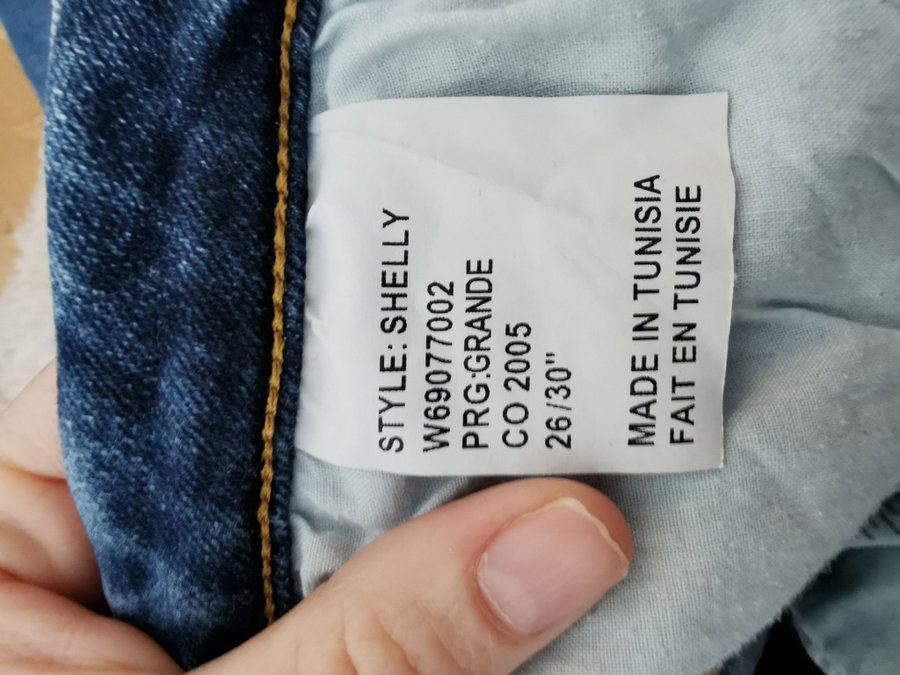 STYLE: SHELLY
W69077002
PRG:GRANDE
CO 2005
26/30"
MADE IN TUNISIA
FAIT EN TUNISIE